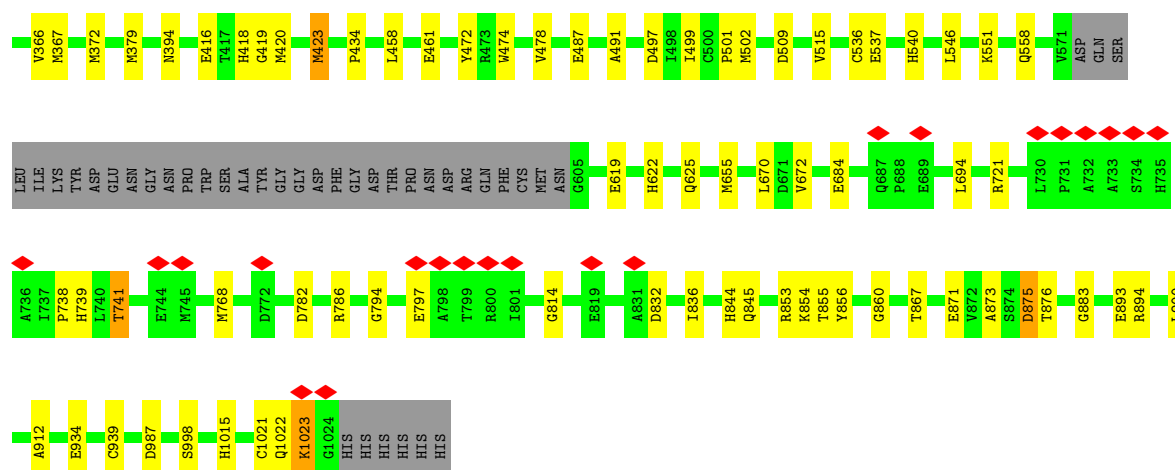 V366 M367 M372 M379 N394 E416 T417 H418 G419 M420 M423 P434 L458 E461 Y472 R473 W474 V478 E487 A491 D497 I498 I499 C500 P501 M502 D509 V515 C536 E537 H540 L546 K551 Q558 V571 ASP GLN SER
LEU ILE LYS TYR ASP GLU ASN GLY ASN PRO TRP SER ALA TYR GLY GLY ASP PHE GLY ASP THR PRO ASN ASP ARG GLN PHE CYS MET ASN G605 E619 H622 Q625 M655 L670 D671 V672 E684 Q687 P688 E689 L694 R721 L730 P731 A732 A733 S734 H735
A736 I737 P738 H739 L740 T741 E744 M745 M768 D772 D782 R786 G794 E797 A798 T799 R800 I801 G814 E819 A831 D832 I836 H844 Q845 R853 K854 T855 Y856 G860 T867 E871 V872 A873 S874 D875 T876 G883 E893 R894
A912 E934 C939 D987 S998 H1015 C1021 Q1022 K1023 G1024 HIS HIS HIS HIS HIS HIS